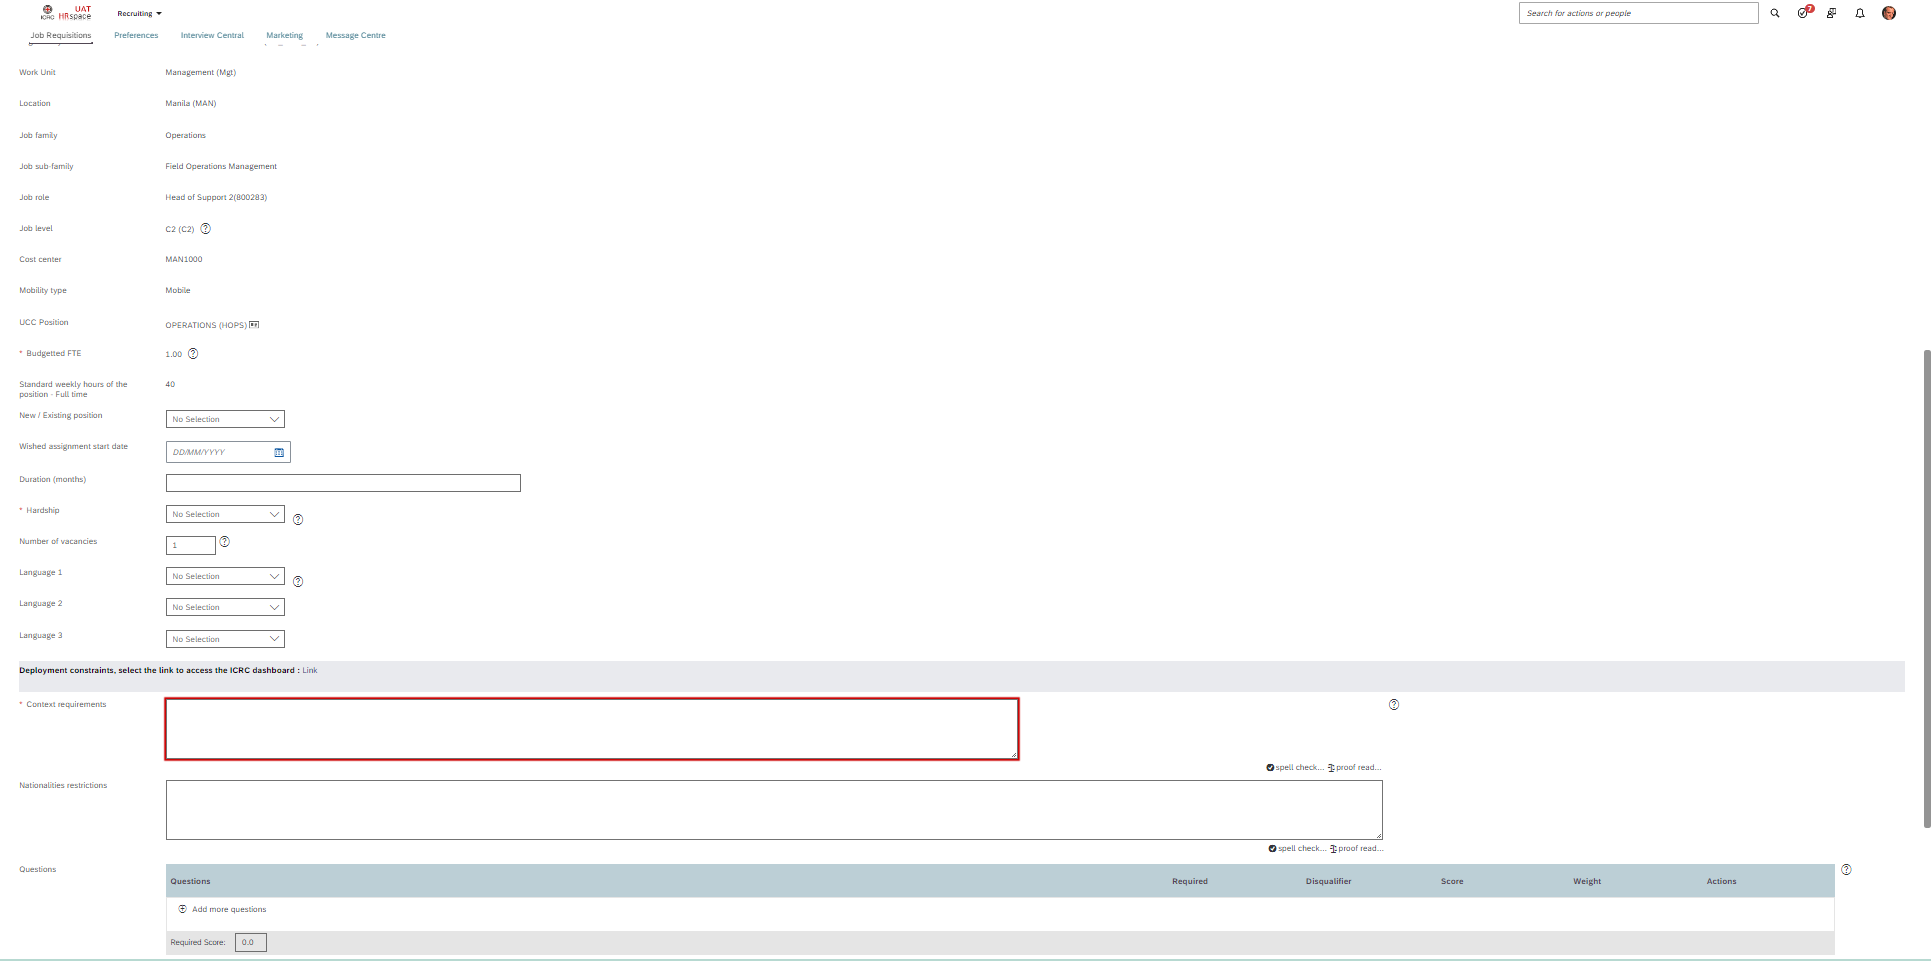 ICRC UAT HRspace
Recruiting
Search for actions or people
7
Job Requisitions Preferences Interview Central Marketing Message Centre
Work Unit Management (Mgt)
Location Manila (MAN)
Job family Operations
Job sub-family Field Operations Management
Job role Head of Support 2(800283)
Job level C2 (C2) ?
Cost center MAN1000
Mobility type Mobile
UCC Position OPERATIONS (HOPS)
* Budgetted FTE 1.00 ?
Standard weekly hours of the position - Full time 40
New / Existing position No Selection
Wished assignment start date DD/MM/YYYY
Duration (months)
* Hardship No Selection ?
Number of vacancies 1 ?
Language 1 No Selection ?
Language 2 No Selection
Language 3 No Selection
Deployment constraints, select the link to access the ICRC dashboard : Link
* Context requirements ?
spell check... proof read...
Nationalities restrictions
spell check... proof read...
Questions ?
Questions Required Disqualifier Score Weight Actions
Add more questions
Required Score: 0.0